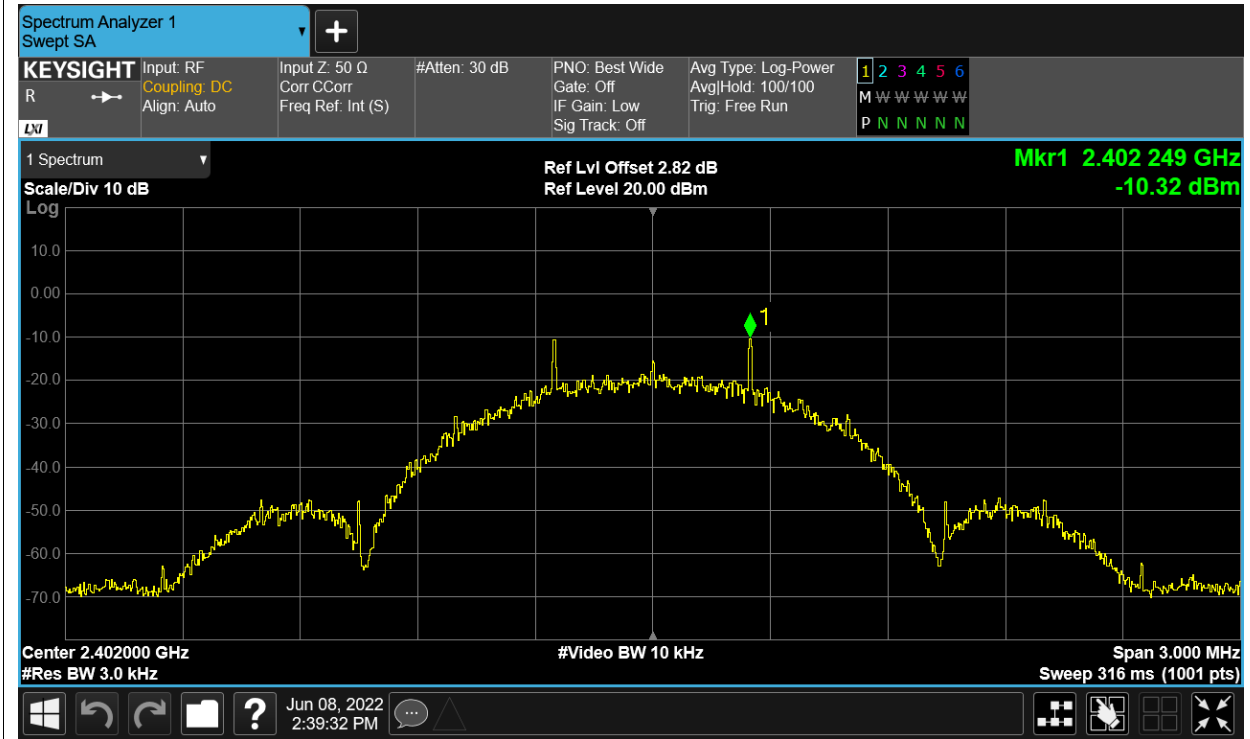 Spectrum Analyzer 1
Swept SA
+
KEYSIGHT
R
LXI
Input: RF
Coupling: DC
Align: Auto
Input Z: 50 Ω
Corr CCorr
Freq Ref: Int (S)
#Atten: 30 dB
PNO: Best Wide
Gate: Off
IF Gain: Low
Sig Track: Off
Avg Type: Log-Power
Avg|Hold: 100/100
Trig: Free Run
1 2 3 4 5 6
M W W W W W
P N N N N N
1 Spectrum
Scale/Div 10 dB
Log
Ref Lvl Offset 2.82 dB
Ref Level 20.00 dBm
Mkr1 2.402 249 GHz
-10.32 dBm
10.0
0.00
-10.0
-20.0
-30.0
-40.0
-50.0
-60.0
-70.0
1
Center 2.402000 GHz
#Res BW 3.0 kHz
#Video BW 10 kHz
Span 3.000 MHz
Sweep 316 ms (1001 pts)
?
Jun 08, 2022
2:39:32 PM